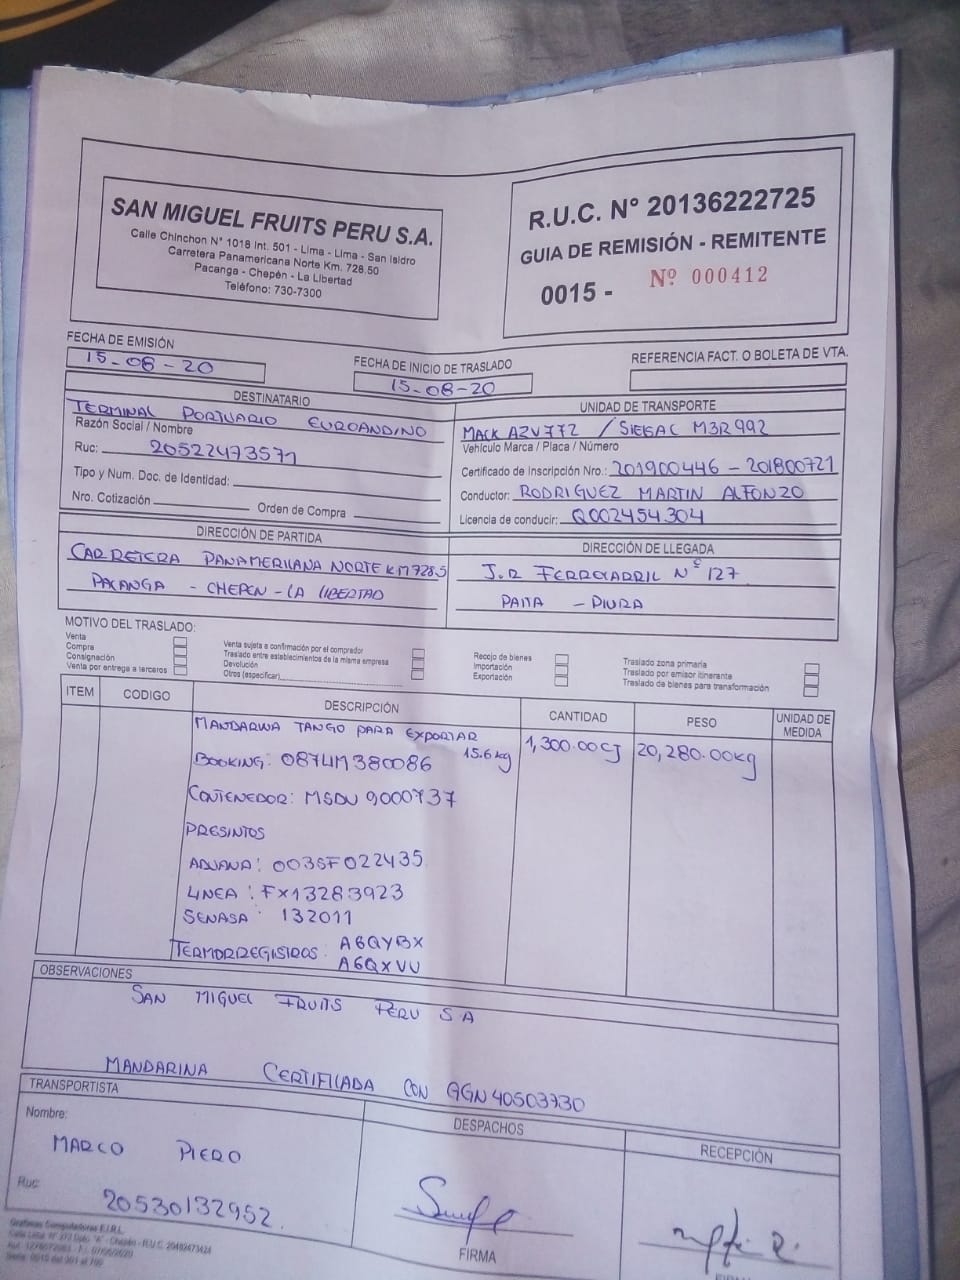 SAN MIGUEL FRUITS PERU S.A.
Calle Chinchon N° 1018 Int. 501 - Lima - Lima - San Isidro
Carretera Panamericana Norte Km. 728.50
Pacanga - Chepén - La Libertad
Teléfono: 730-7300
R.U.C. N° 20136222725
GUIA DE REMISIÓN - REMITENTE
0015 - Nº 000412
FECHA DE EMISIÓN
15-08-20
FECHA DE INICIO DE TRASLADO
15-08-20
REFERENCIA FACT. O BOLETA DE VTA.
DESTINATARIO
TERMINAL PORTUARIO EUROANDINO
Razón Social / Nombre
Ruc: 20522473571
Tipo y Num. Doc. de Identidad:
Nro. Cotización Orden de Compra
UNIDAD DE TRANSPORTE
MACK AZV772 / SIEGAC M3R992
Vehículo Marca / Placa / Número
Certificado de Inscripción Nro.: 201900446 - 201800721
Conductor: RODRIGUEZ MARTIN ALFONZO
Licencia de conducir: Q002454304
DIRECCIÓN DE PARTIDA
CARRETERA PANAMERICANA NORTE KM728.5
PACANGA - CHEPEN - LA LIBERTAD
DIRECCIÓN DE LLEGADA
J.R FERROCARRIL Nº 127
PAITA - PIURA
MOTIVO DEL TRASLADO:
Venta
Compra
Consignación
Venta por entrega a terceros
Venta sujeta a confirmación por el comprador
Traslado entre establecimientos de la misma empresa
Devolución
Otros (especificar)
Recojo de bienes
Importación
Exportación
Traslado zona primaria
Traslado por emisor itinerante
Traslado de bienes para transformación
ITEM CODIGO DESCRIPCIÓN CANTIDAD PESO UNIDAD DE MEDIDA
MANDARINA TANGO PARA EXPORTAR
15.6 kg 1,300.00CJ 20,280.00kg
BOOKING: 087LIM380086
CONTENEDOR: MSDU 9000737
PRESINTOS
ADUANA: 003SF022435
LINEA: FX13283923
SENASA: 132011
TERMORREGISTROS: A6QYBX
A6QXVU
OBSERVACIONES
SAN MIGUEL FRUITS PERU S.A
MANDARINA CERTIFICADA CON GGN 40503730
TRANSPORTISTA
Nombre:
MARCO PIERO
Ruc:
20530132952
DESPACHOS
FIRMA
RECEPCIÓN
Graficas Computadoras E.I.R.L.